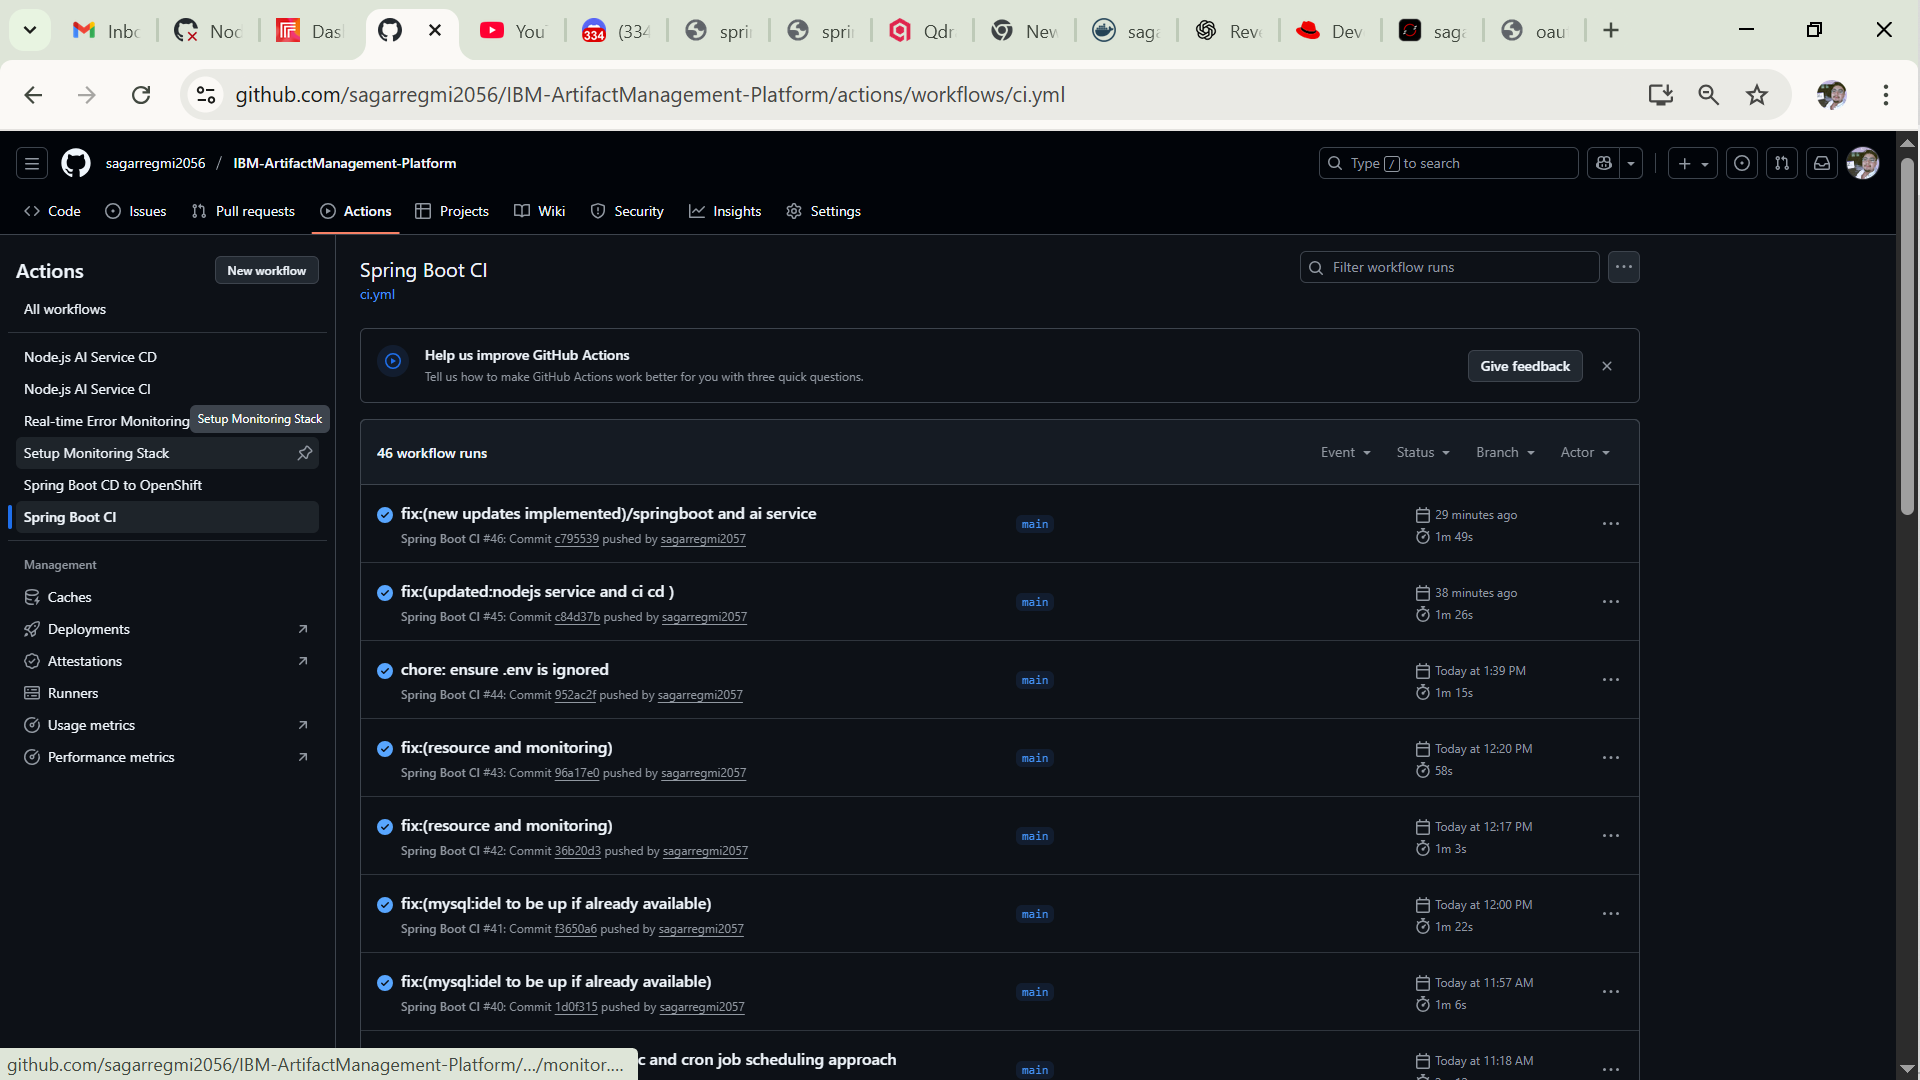 Inbo
Nod
Dash
You
334
(334
sprin
sprin
Qdr
New
saga
Reve
Dev
saga
oau
github.com/sagarregmi2056/IBM-ArtifactManagement-Platform/actions/workflows/ci.yml
sagarregmi2056 / IBM-ArtifactManagement-Platform
Type / to search
Code
Issues
Pull requests
Actions
Projects
Wiki
Security
Insights
Settings
Actions
New workflow
All workflows
Node.js AI Service CD
Node.js AI Service CI
Real-time Error Monitoring
Setup Monitoring Stack
Setup Monitoring Stack
Spring Boot CD to OpenShift
Spring Boot CI
Management
Caches
Deployments
Attestations
Runners
Usage metrics
Performance metrics
Spring Boot CI
ci.yml
Filter workflow runs
Help us improve GitHub Actions
Tell us how to make GitHub Actions work better for you with three quick questions.
Give feedback
46 workflow runs
Event
Status
Branch
Actor
fix:(new updates implemented)/springboot and ai service
Spring Boot CI #46: Commit c795539 pushed by sagarregmi2057
main
29 minutes ago
1m 49s
fix:(updated:nodejs service and ci cd )
Spring Boot CI #45: Commit c84d37b pushed by sagarregmi2057
main
38 minutes ago
1m 26s
chore: ensure .env is ignored
Spring Boot CI #44: Commit 952ac2f pushed by sagarregmi2057
main
Today at 1:39 PM
1m 15s
fix:(resource and monitoring)
Spring Boot CI #43: Commit 96a17e0 pushed by sagarregmi2057
main
Today at 12:20 PM
58s
fix:(resource and monitoring)
Spring Boot CI #42: Commit 36b20d3 pushed by sagarregmi2057
main
Today at 12:17 PM
1m 3s
fix:(mysql:idel to be up if already available)
Spring Boot CI #41: Commit f3650a6 pushed by sagarregmi2057
main
Today at 12:00 PM
1m 22s
fix:(mysql:idel to be up if already available)
Spring Boot CI #40: Commit 1d0f315 pushed by sagarregmi2057
main
Today at 11:57 AM
1m 6s
c and cron job scheduling approach
main
Today at 11:18 AM
github.com/sagarregmi2056/IBM-ArtifactManagement-Platform/.../monitor....